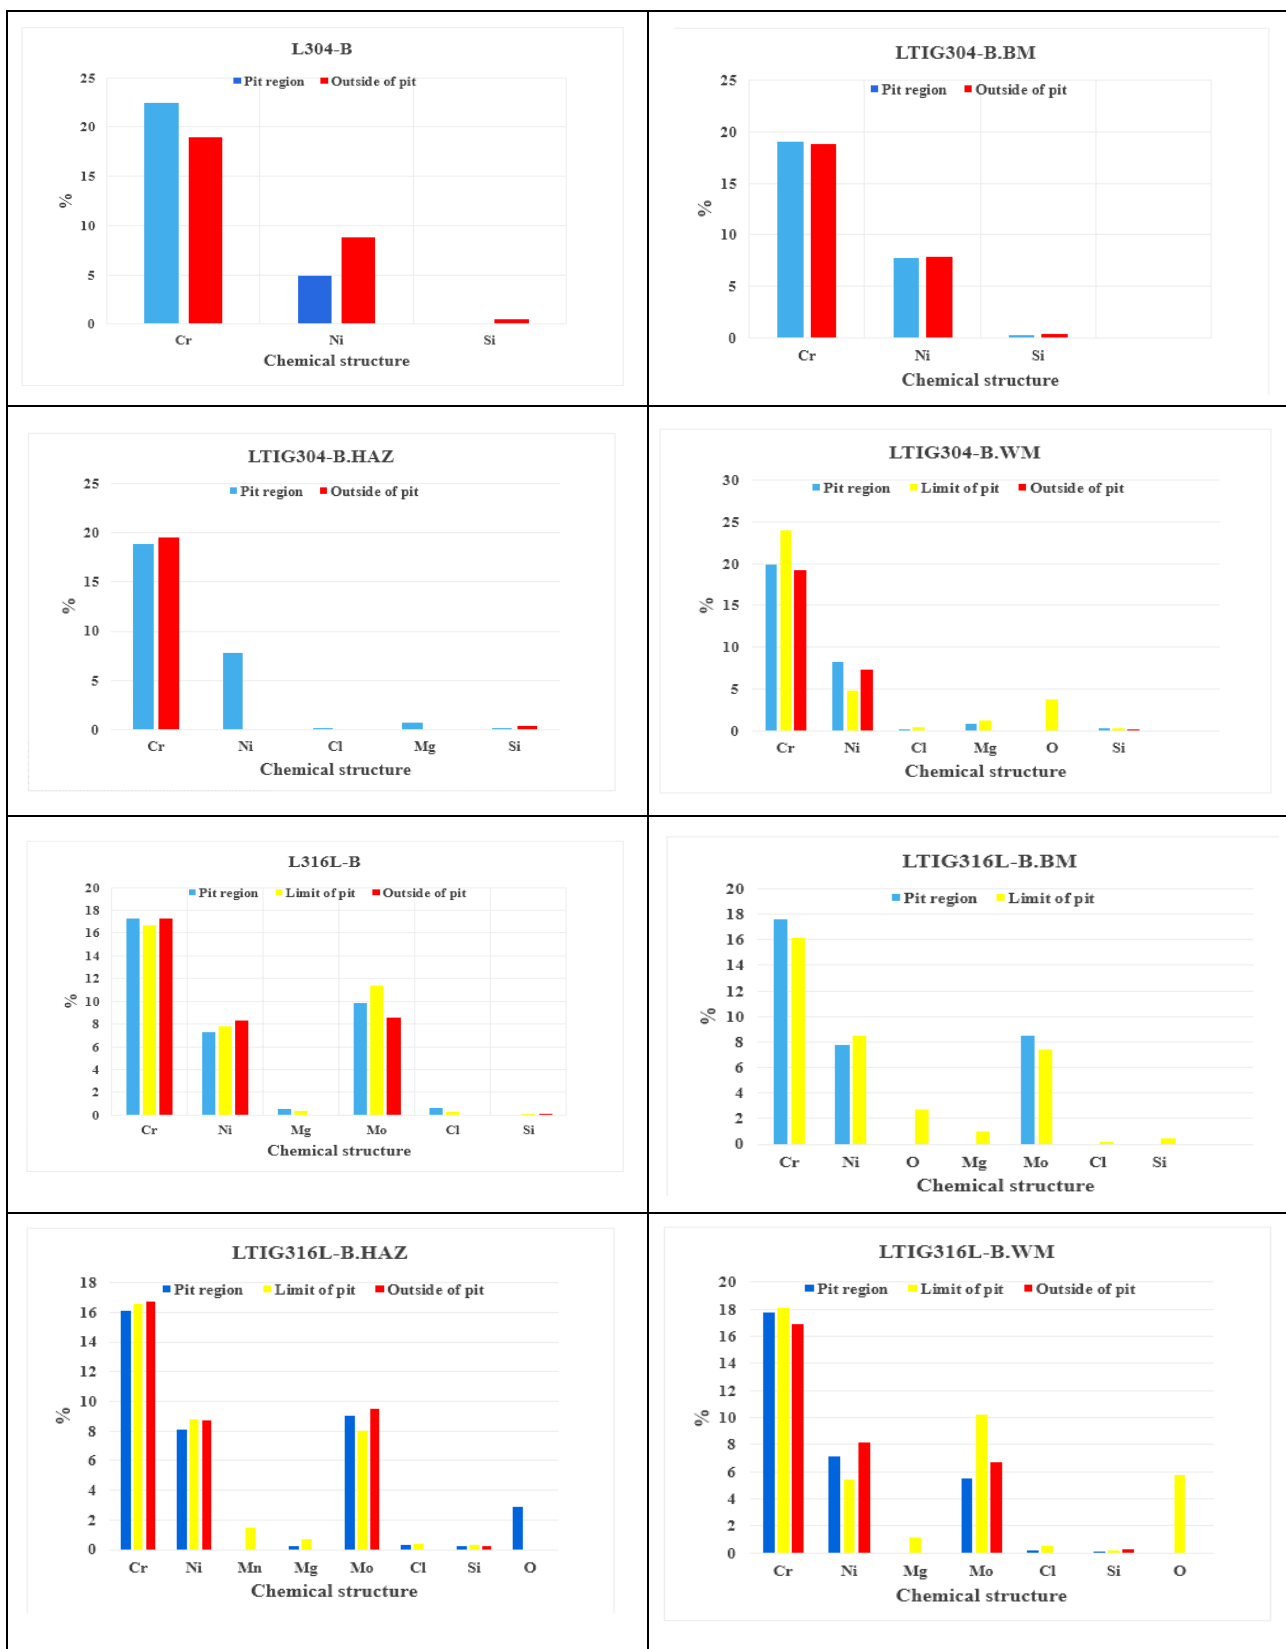 L304-B
Pit region Outside of pit
25
20
15
10
5
0
%
Cr Ni Si
Chemical structure
LTIG304-B.BM
Pit region Outside of pit
25
20
15
10
5
0
%
Cr Ni Si
Chemical structure
LTIG304-B.HAZ
Pit region Outside of pit
25
20
15
10
5
0
%
Cr Ni Cl Mg Si
Chemical structure
LTIG304-B.WM
Pit region Limit of pit Outside of pit
30
25
20
15
10
5
0
%
Cr Ni Cl Mg O Si
Chemical structure
L316L-B
Pit region Limit of pit Outside of pit
20
18
16
14
12
10
8
6
4
2
0
%
Cr Ni Mg Mo Cl Si
Chemical structure
LTIG316L-B.BM
Pit region Limit of pit
20
18
16
14
12
10
8
6
4
2
0
%
Cr Ni O Mg Mo Cl Si
Chemical structure
LTIG316L-B.HAZ
Pit region Limit of pit Outside of pit
18
16
14
12
10
8
6
4
2
0
%
Cr Ni Mn Mg Mo Cl Si O
Chemical structure
LTIG316L-B.WM
Pit region Limit of pit Outside of pit
20
18
16
14
12
10
8
6
4
2
0
%
Cr Ni Mg Mo Cl Si O
Chemical structure